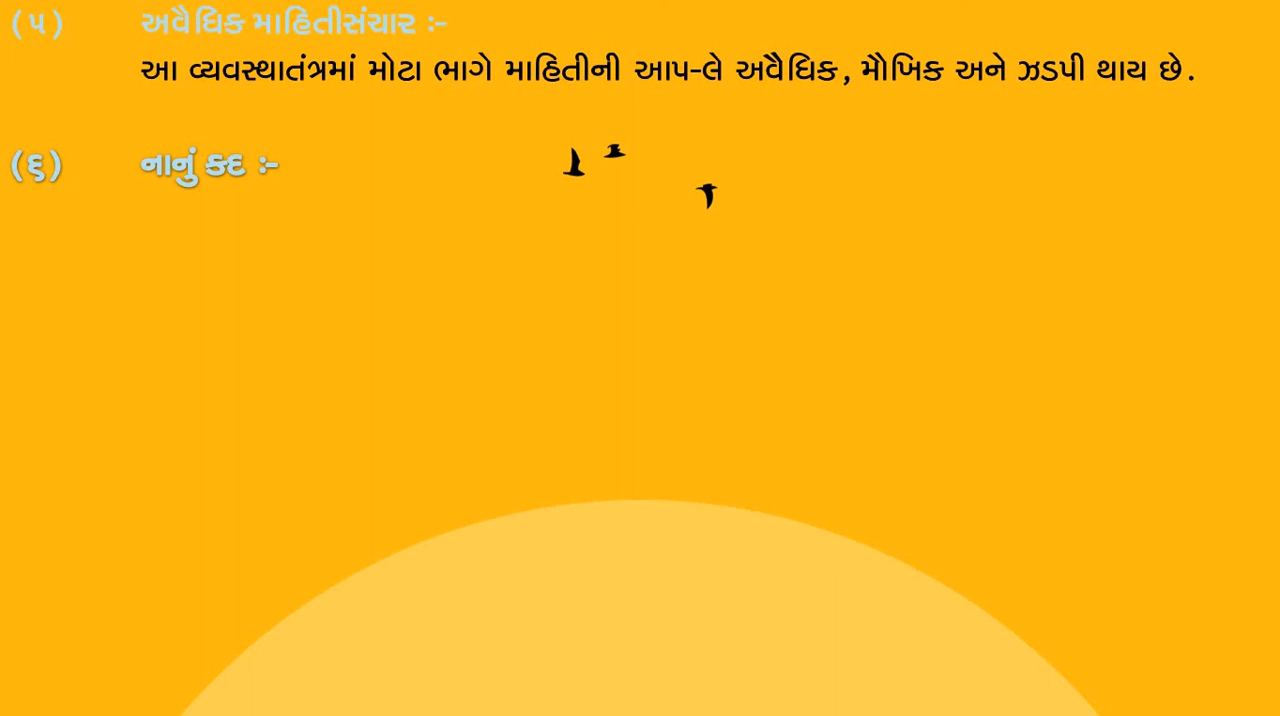 (૫) અવૈધિક માહિતીસંચાર :-
આ વ્યવસ્થાતંત્રમાં મોટા ભાગે માહિતીની આપ-લે અવૈધિક, મૌખિક અને ઝડપી થાય છે.
(૬) નાનું કદ :-